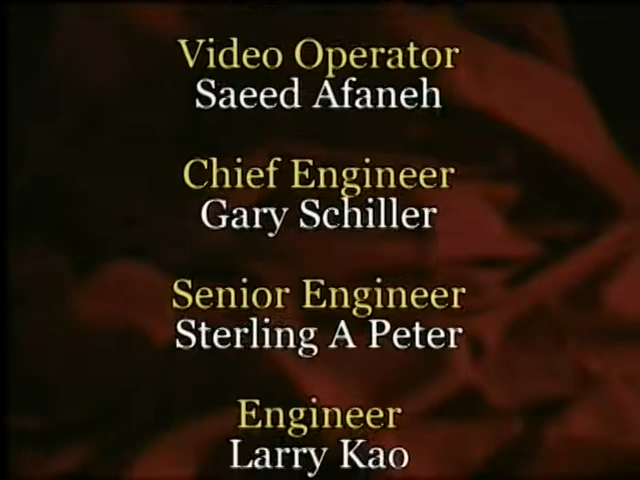 Video Operator
Saeed Afaneh
Chief Engineer
Gary Schiller
Senior Engineer
Sterling A Peter
Engineer
Larry Kao